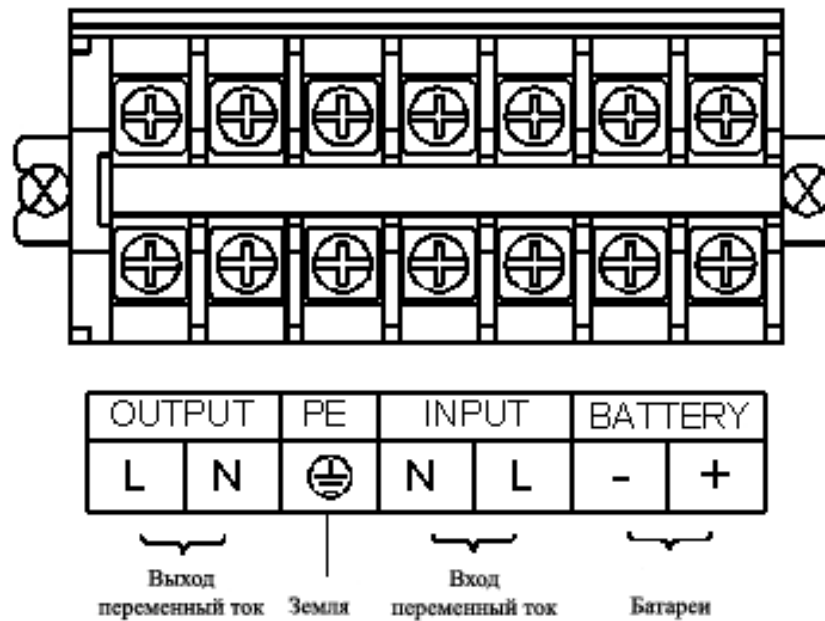 OUTPUT PE INPUT BATTERY
L N N L - +
Выход Вход
переменный ток Земля переменный ток Батареи